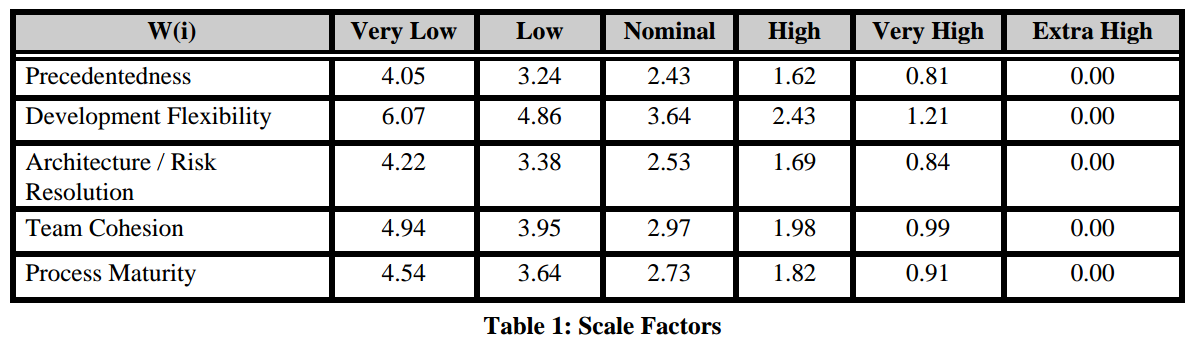 W(i) Very Low Low Nominal High Very High Extra High
Precedentedness 4.05 3.24 2.43 1.62 0.81 0.00
Development Flexibility 6.07 4.86 3.64 2.43 1.21 0.00
Architecture / Risk 4.22 3.38 2.53 1.69 0.84 0.00
Resolution
Team Cohesion 4.94 3.95 2.97 1.98 0.99 0.00
Process Maturity 4.54 3.64 2.73 1.82 0.91 0.00
Table 1: Scale Factors